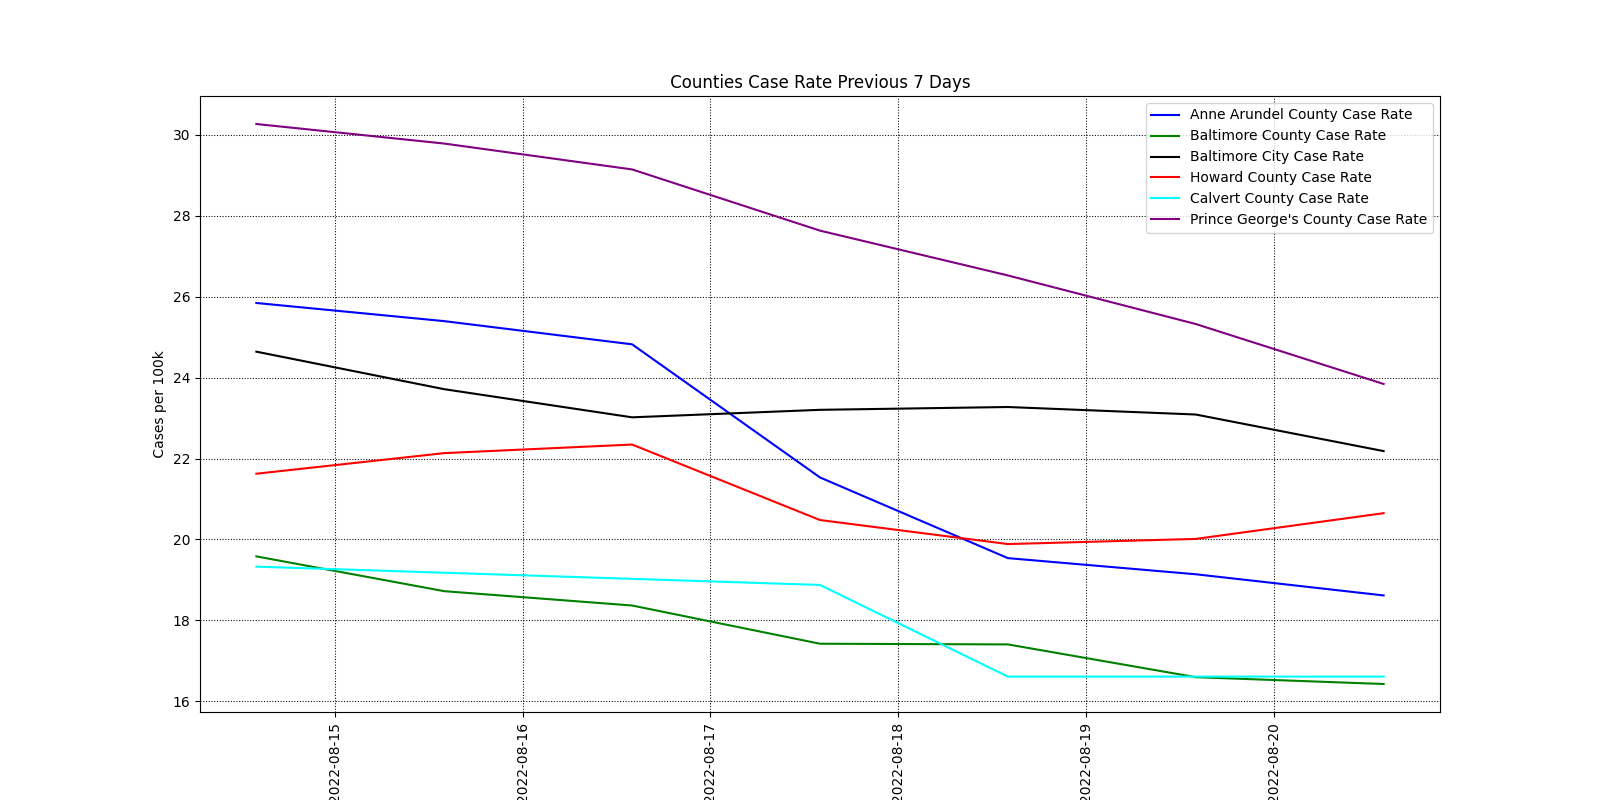 Counties Case Rate Previous 7 Days
Anne Arundel County Case Rate
Baltimore County Case Rate
Baltimore City Case Rate
Howard County Case Rate
Calvert County Case Rate
Prince George's County Case Rate
Cases per 100k
30
28
26
24
22
20
18
16
2022-08-15
2022-08-16
2022-08-17
2022-08-18
2022-08-19
2022-08-20